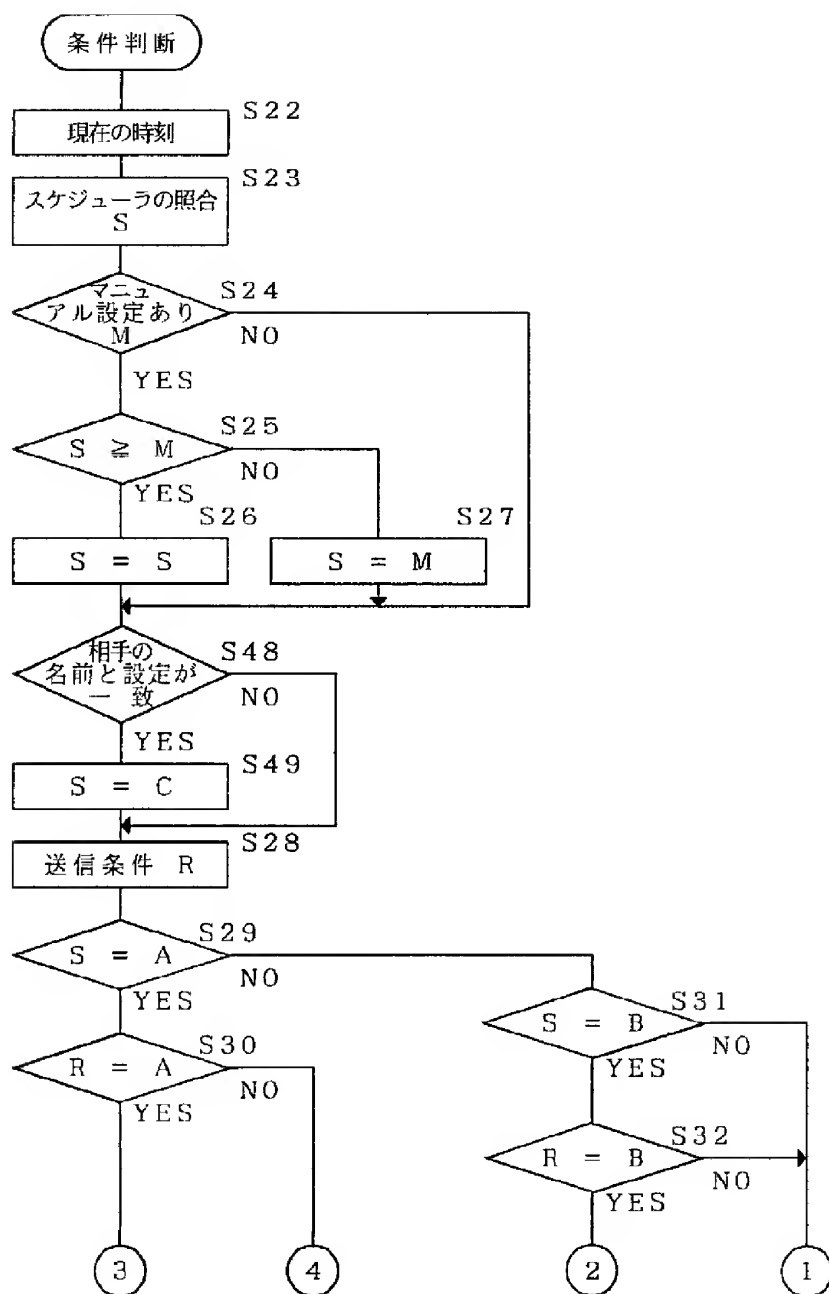 条件判断
S22
現在の時刻
S23
スケジューラの照合
S
マニュ
アル設定あり
M
S24
NO
YES
S ≧ M
S25
NO
YES
S26
S = S
S27
S = M
相手の
名前と設定が
一致
S48
NO
YES
S49
S = C
S28
送信条件 R
S = A
S29
NO
YES
S = B
S31
NO
YES
R = A
S30
NO
YES
R = B
S32
NO
YES
3
4
2
1